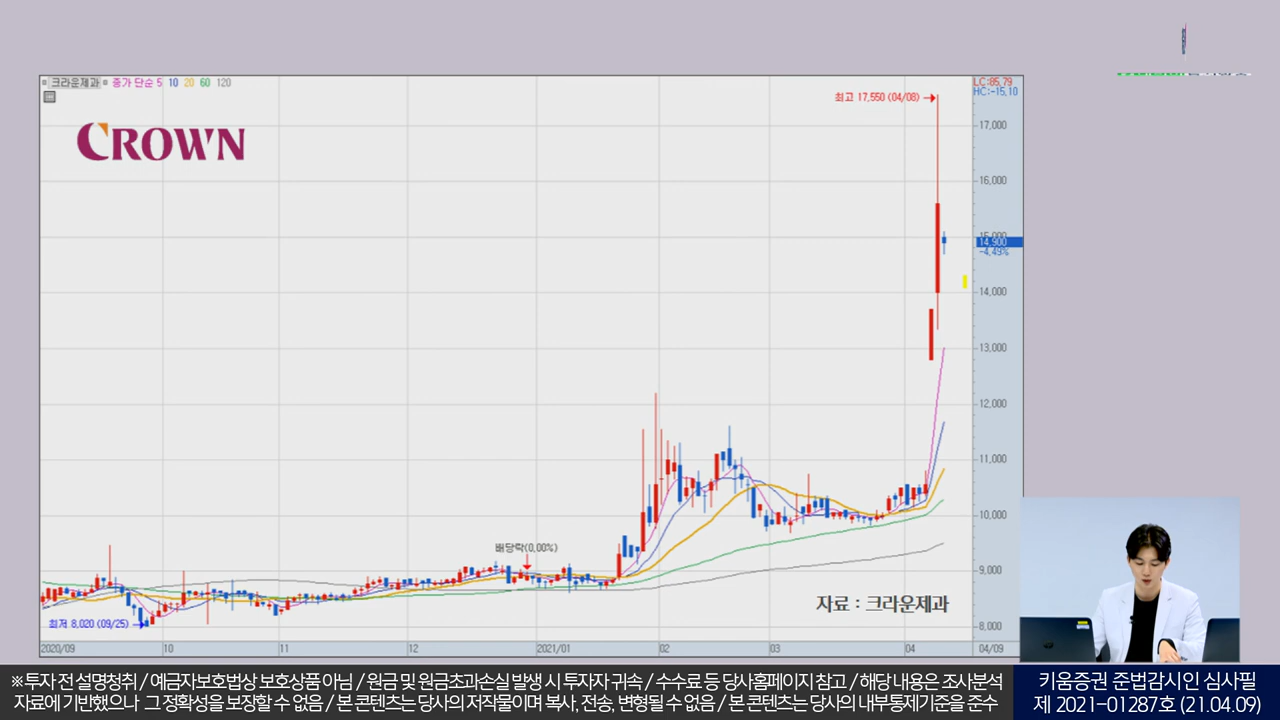 크라운제과 종가 단순 5 10 20 60 120
LC:85.79
HC:-15.10
최고 17,550 (04/08)
17,000
CROWN
16,000
15,000
14,900
-4.49%
14,000
13,000
12,000
11,000
10,000
배당락(0,00%)
9,000
자료 : 크라운제과
최저 8,020 (09/25)
8,000
2020/09 10 11 12 2021/01 02 03 04 04/09
※투자 전 설명청취 / 예금자보호법상 보호상품 아님 / 원금 및 원금초과손실 발생 시 투자자 귀속 / 수수료 등 당사홈페이지 참고 / 해당 내용은 조사분석
자료에 기반했으나 그 정확성을 보장할 수 없음 / 본 콘텐츠는 당사의 저작물이며 복사, 전송, 변형될 수 없음 / 본 콘텐츠는 당사의 내부통제기준을 준수
키움증권 준법감시인 심사필
제 2021-01287호 (21.04.09)